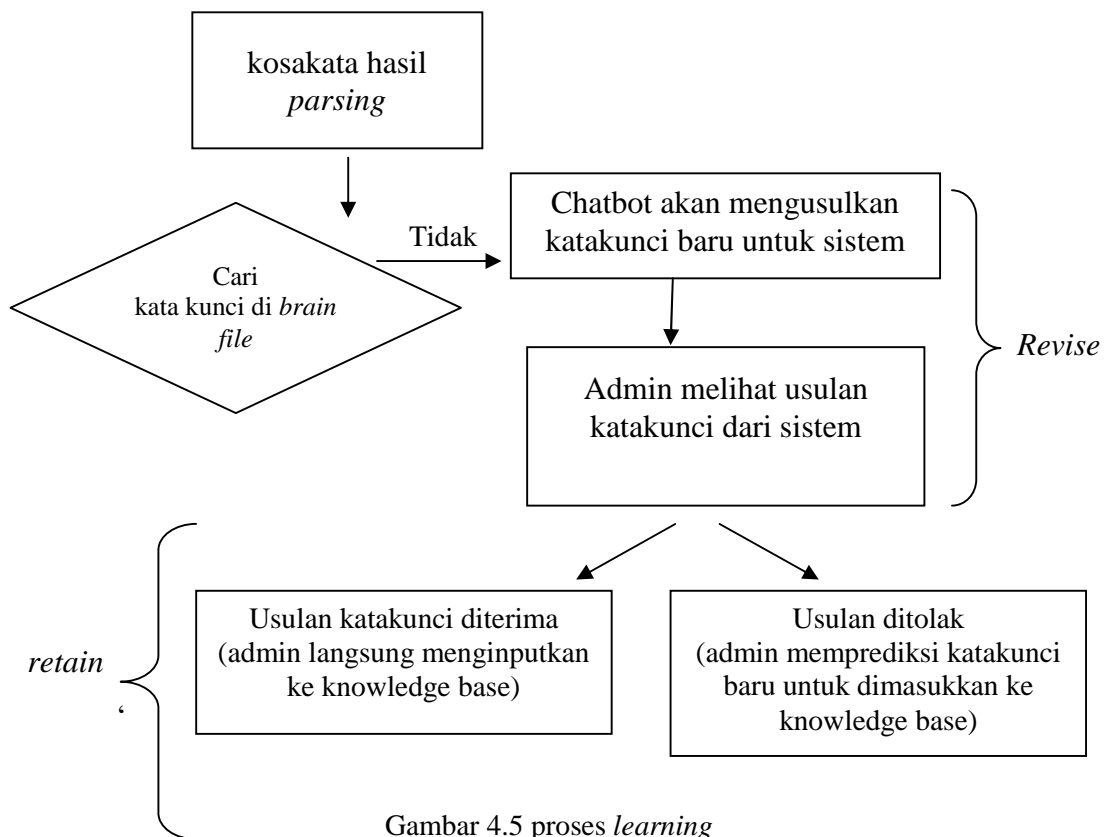 kosakata hasil
parsing
Tidak
Chatbot akan mengusulkan
katakunci baru untuk sistem
Cari
kata kunci di brain
file
Revise
Admin melihat usulan
katakunci dari sistem
retain
‘
Usulan katakunci diterima
(admin langsung menginputkan
ke knowledge base)
Usulan ditolak
(admin memprediksi katakunci
baru untuk dimasukkan ke
knowledge base)
Gambar 4.5 proses learning